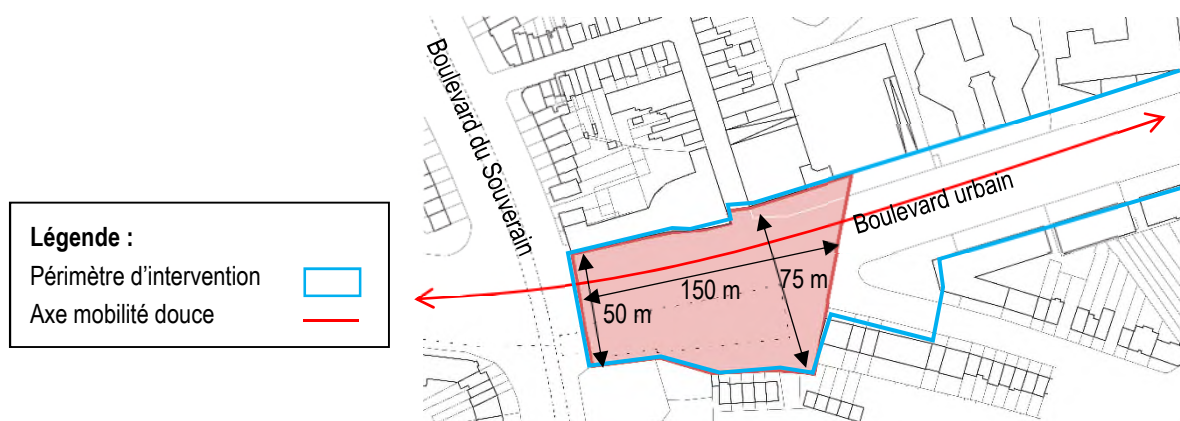 Légende :
Périmètre d'intervention
Axe mobilité douce
Boulevard du Souverain
Boulevard urbain
150 m
75 m
50 m